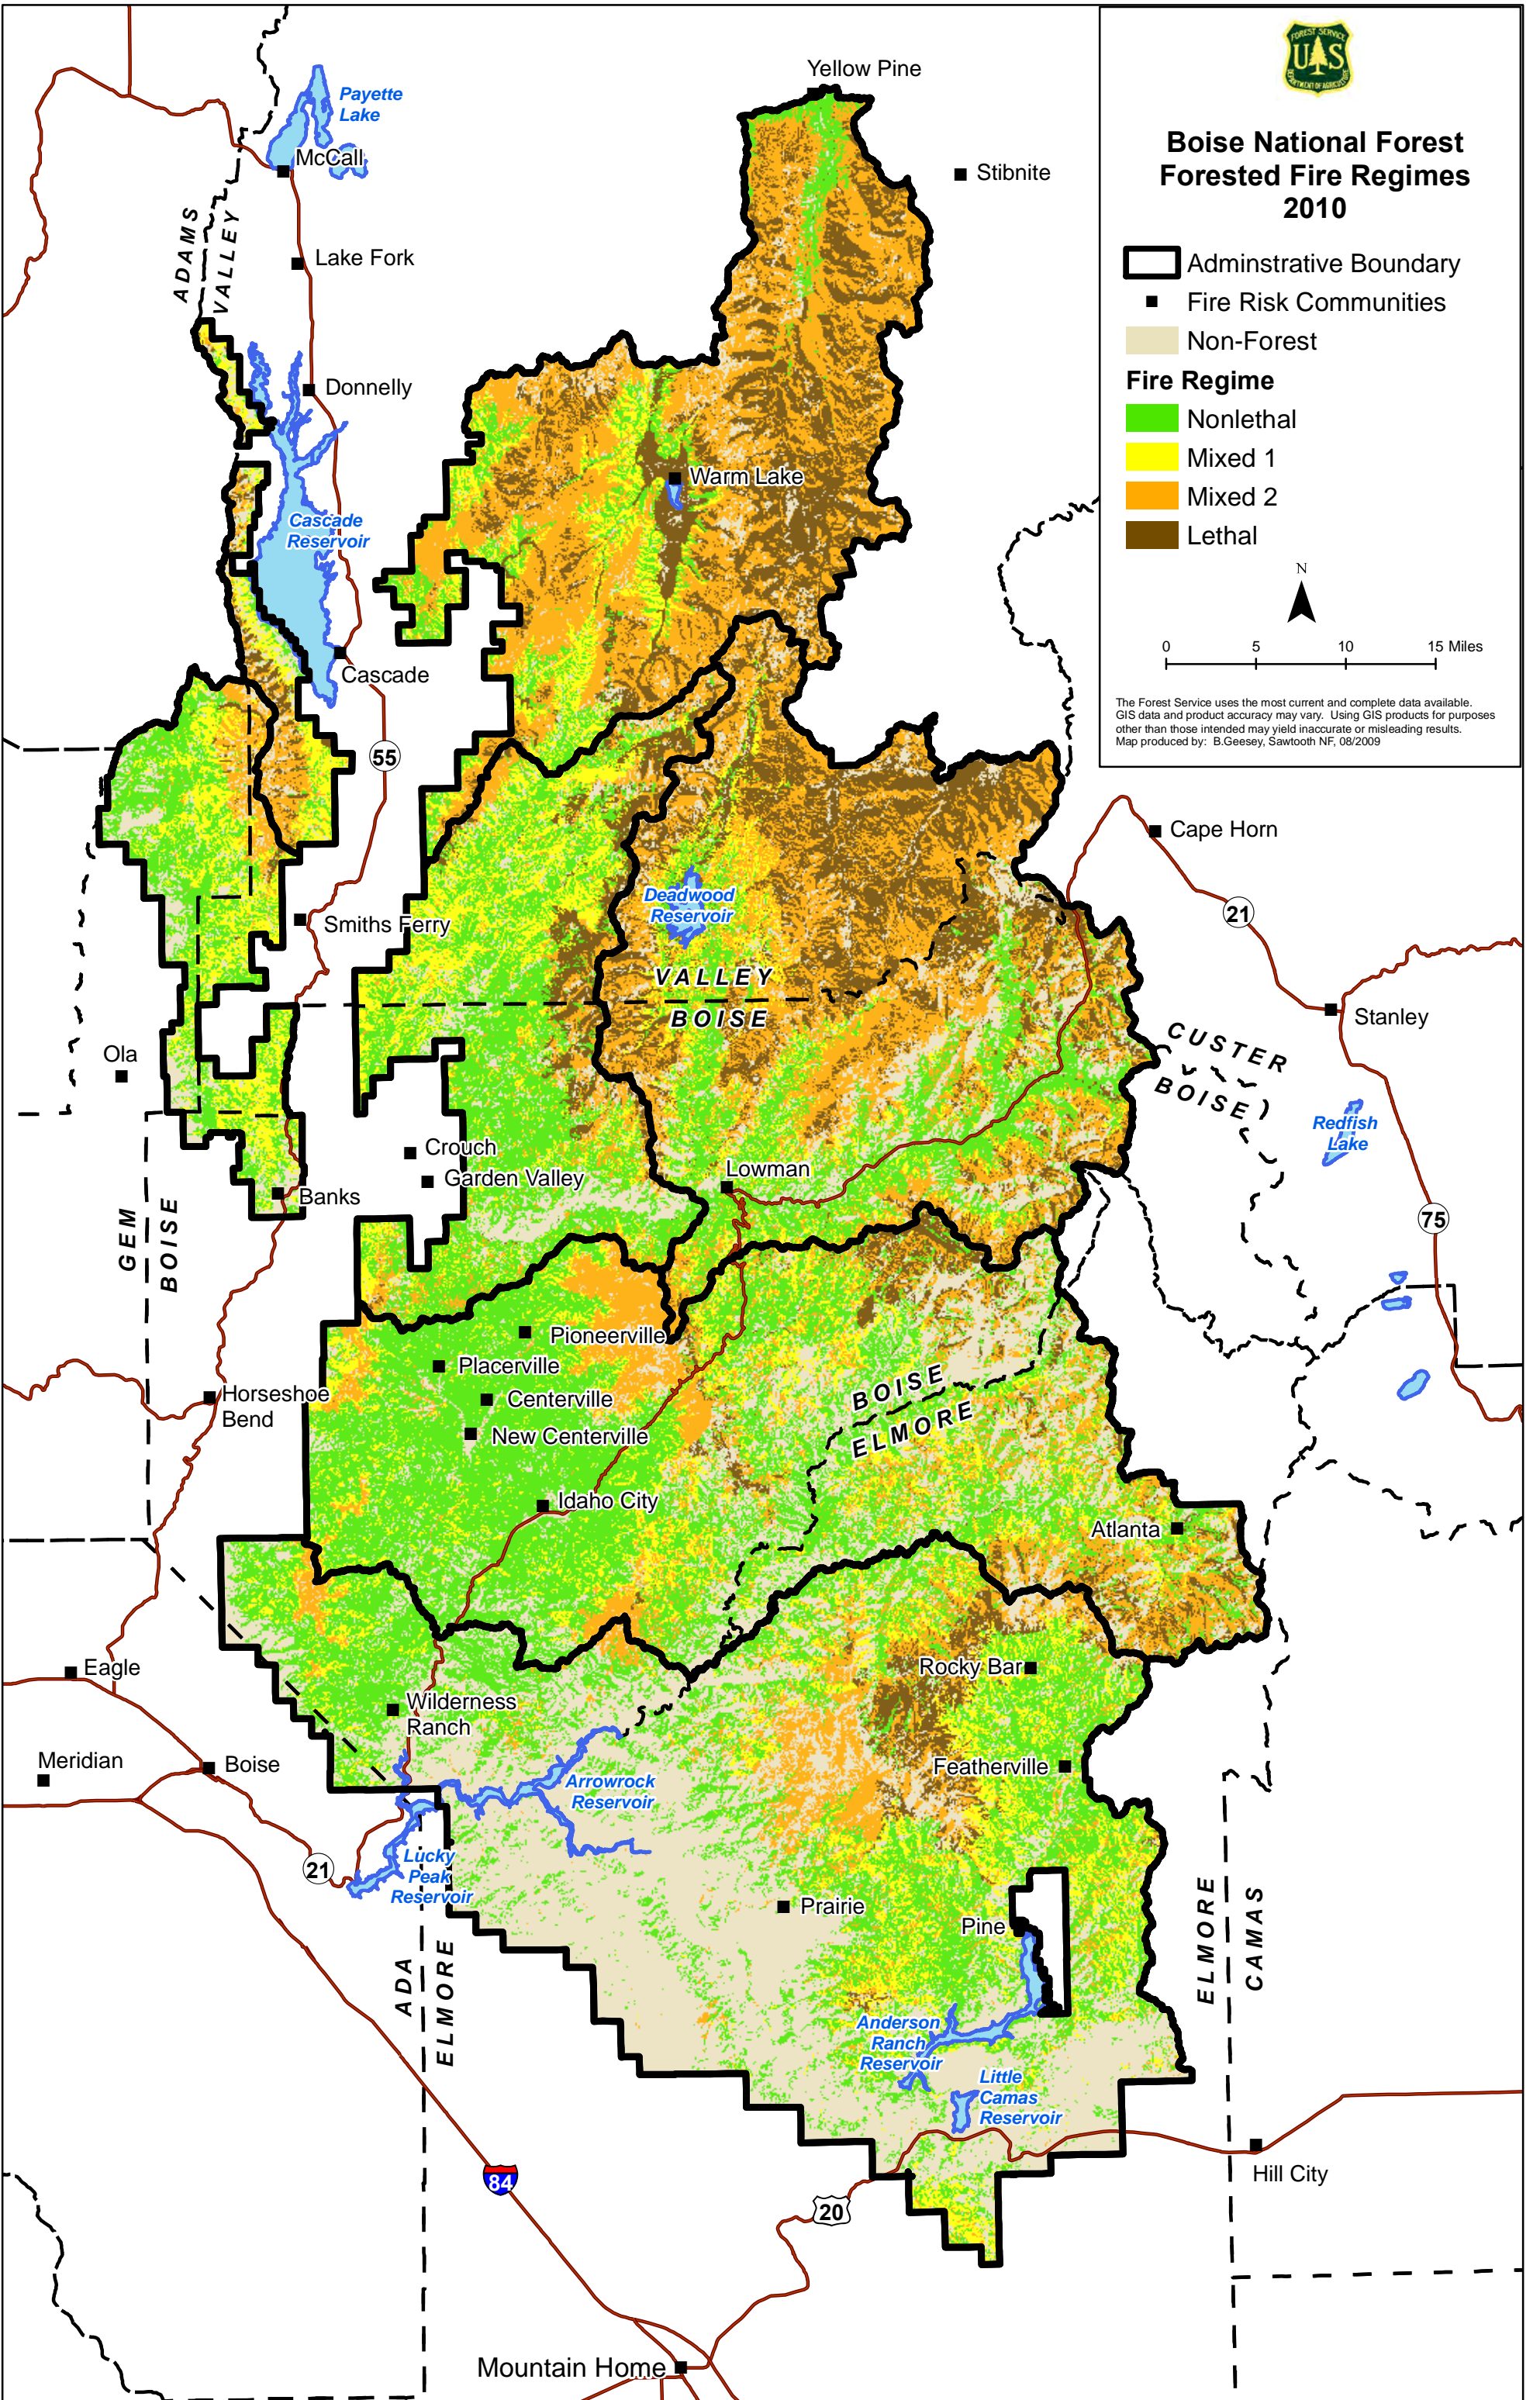 FOREST SERVICE
U S
DEPARTMENT OF AGRICULTURE
Boise National Forest
Forested Fire Regimes
2010
Adminstrative Boundary
Fire Risk Communities
Non-Forest
Fire Regime
Nonlethal
Mixed 1
Mixed 2
Lethal
N
0 5 10 15 Miles
The Forest Service uses the most current and complete data available.
GIS data and product accuracy may vary. Using GIS products for purposes
other than those intended may yield inaccurate or misleading results.
Map produced by: B.Geesey, Sawtooth NF, 08/2009
Yellow Pine
Payette
Lake
McCall
Stibnite
ADAMS
VALLEY
Lake Fork
Donnelly
Warm Lake
Cascade
Reservoir
Cascade
55
Cape Horn
Deadwood
Reservoir
21
Smiths Ferry
VALLEY
BOISE
Stanley
CUSTER
BOISE
Ola
Redfish
Lake
Crouch
Garden Valley
Lowman
Banks
GEM
BOISE
75
Pioneerville
Placerville
Centerville
New Centerville
Horseshoe
Bend
BOISE
ELMORE
Idaho City
Atlanta
Eagle
Rocky Bar
Wilderness
Ranch
Meridian
Boise
Featherville
Arrowrock
Reservoir
21
Lucky
Peak
Reservoir
Prairie
Pine
ELMORE
CAMAS
ADA
ELMORE
Anderson
Ranch
Reservoir
Little
Camas
Reservoir
Hill City
84
20
Mountain Home